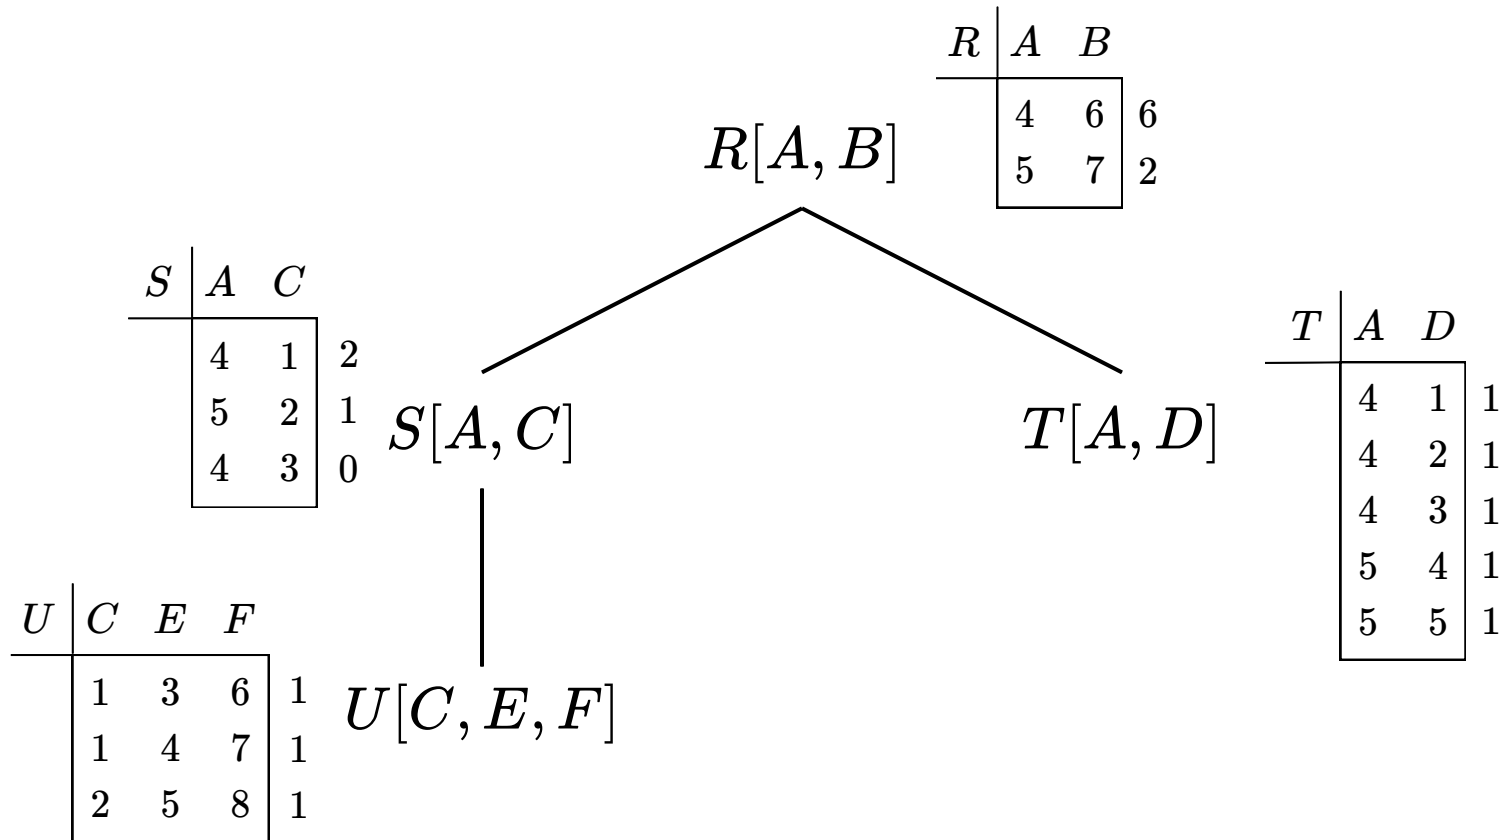 R A B
4 6 6
5 7 2
R[A, B]
S A C
4 1 2
5 2 1
4 3 0
S[A, C]
T[A, D]
T A D
4 1 1
4 2 1
4 3 1
5 4 1
5 5 1
U C E F
1 3 6 1
1 4 7 1
2 5 8 1
U[C, E, F]